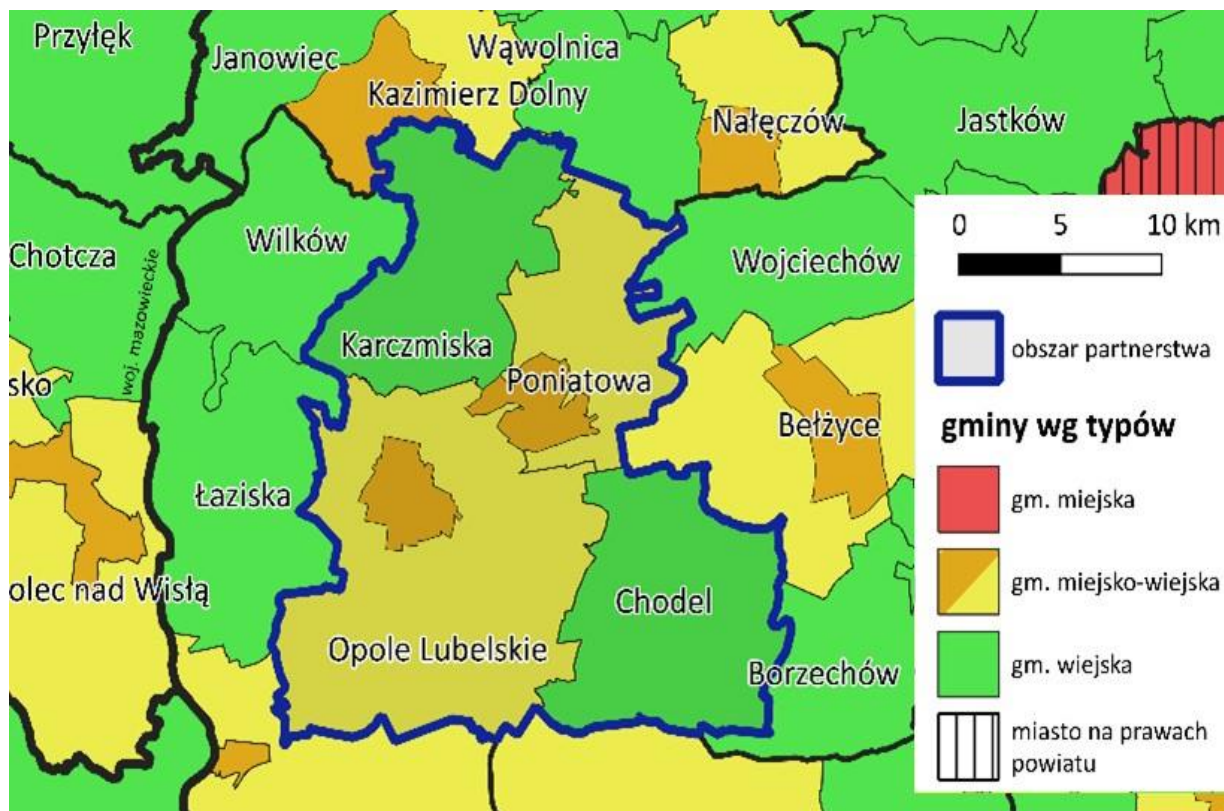 Przyłęk
Janowiec
Wąwolnica
Kazimierz Dolny
Nałęczów
Jastków
Chotcza
woj. mazowieckie
Wilków
Wojciechów
Karczmiska
Poniatowa
sko
Bełżyce
Łaziska
olec nad Wisłą
Chodel
Opole Lubelskie
Borzechów
0 5 10 km
obszar partnerstwa
gminy wg typów
gm. miejska
gm. miejsko-wiejska
gm. wiejska
miasto na prawach
powiatu